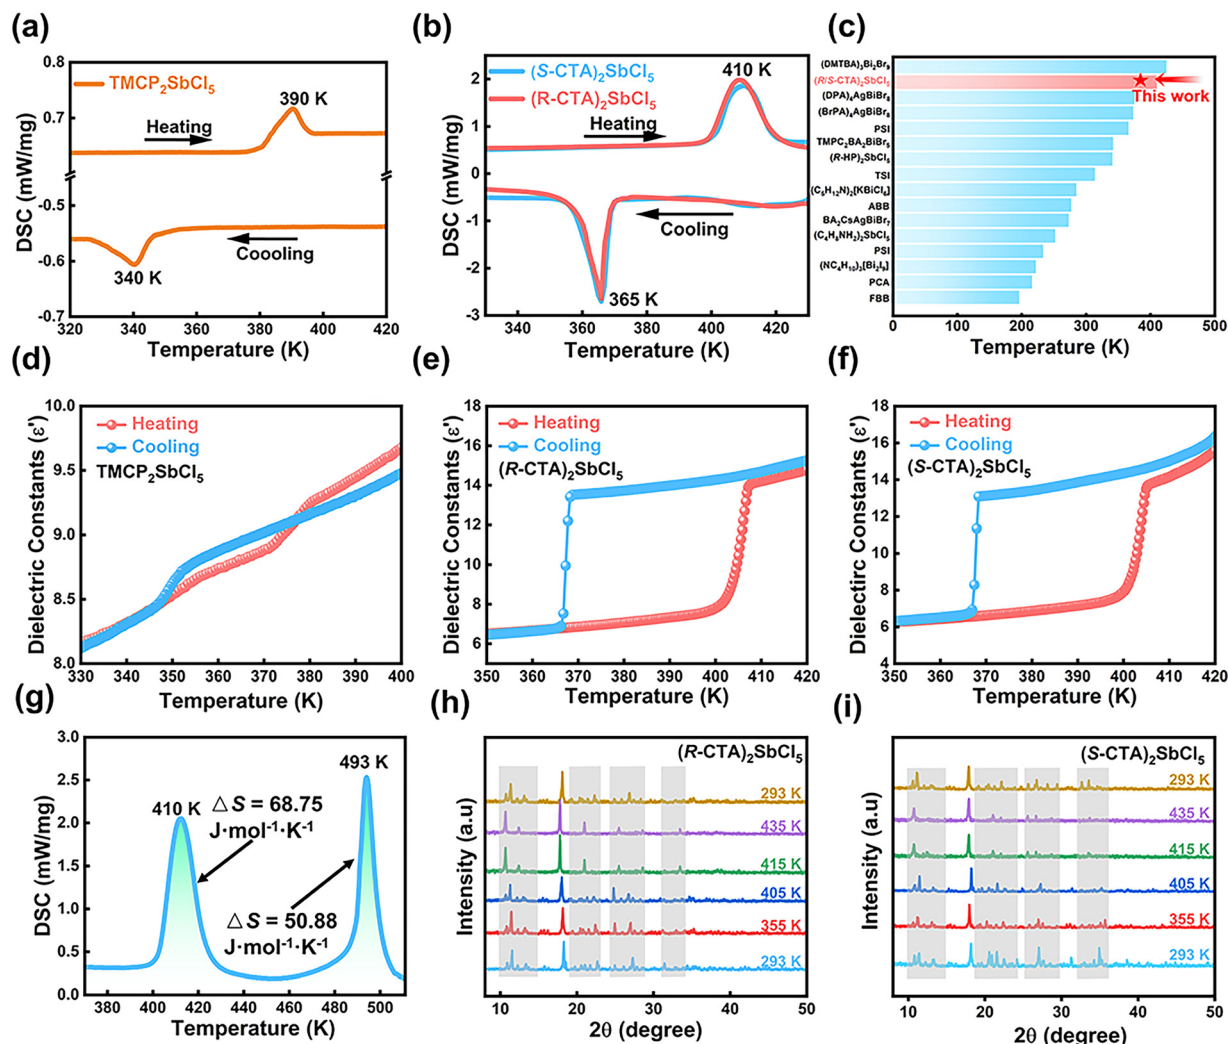 (a)
TMCP₂SbCl₅
390 K
Heating
Coooling
340 K
DSC (mW/mg)
0.8
0.7
-0.5
-0.6
-0.7
320 340 360 380 400 420
Temperature (K)
(b)
(S-CTA)₂SbCl₅
(R-CTA)₂SbCl₅
410 K
Heating
Cooling
365 K
DSC (mW/mg)
2
1
0
-1
-2
-3
330 360 390 420
Temperature (K)
(c)
(DMTBA)₃Bi₂Br₉
(R/S-CTA)₂SbCl₅
This work
(DPA)₄AgBiBr₈
(BrPA)₄AgBiBr₈
PSI
TMPC₂BA₂BiBr₅
(R-HP)₂SbCl₅
TSI
(C₅H₁₂N)₂[KBiCl₆]
ABB
BA₂CsAgBiBr₇
(C₄H₈NH₂)₂SbCl₅
PSI
(NC₄H₁₀)₃[Bi₂I₉]
PCA
FBB
0 100 200 300 400 500
Temperature (K)
(d)
Heating
Cooling
TMCP₂SbCl₅
Dielectric Constants (ε')
10.0
9.5
9.0
8.5
8.0
330 340 350 360 370 380 390 400
Temperature (K)
(e)
Heating
Cooling
(R-CTA)₂SbCl₅
Dielectric Constants (ε')
18
16
14
12
10
8
6
350 360 370 380 390 400 410 420
Temperature (K)
(f)
Heating
Cooling
(S-CTA)₂SbCl₅
Dielectirc Constants (ε')
18
16
14
12
10
8
6
4
350 360 370 380 390 400 410 420
Temperature (K)
(g)
410 K
△S = 68.75
J·mol⁻¹·K⁻¹
493 K
△S = 50.88
J·mol⁻¹·K⁻¹
DSC (mW/mg)
3.0
2.5
2.0
1.5
1.0
0.5
0.0
400 420 440 460 480 500
Temperature (K)
(h)
(R-CTA)₂SbCl₅
293 K
435 K
415 K
405 K
355 K
293 K
Intensity (a.u)
10 20 30 40 50
2θ (degree)
(i)
(S-CTA)₂SbCl₅
293 K
435 K
415 K
405 K
355 K
293 K
Intensity (a.u)
10 20 30 40 50
2θ (degree)